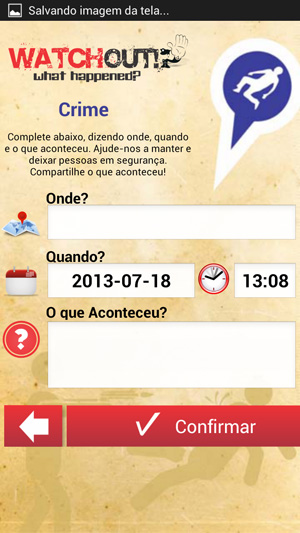 Salvando imagem da tela...
WATCHOUT!?
what happened?
Crime
Complete abaixo, dizendo onde, quando
e o que aconteceu. Ajude-nos a manter e
deixar pessoas em segurança.
Compartilhe o que aconteceu!
Onde?
Quando?
2013-07-18
13:08
O que Aconteceu?
?
Confirmar